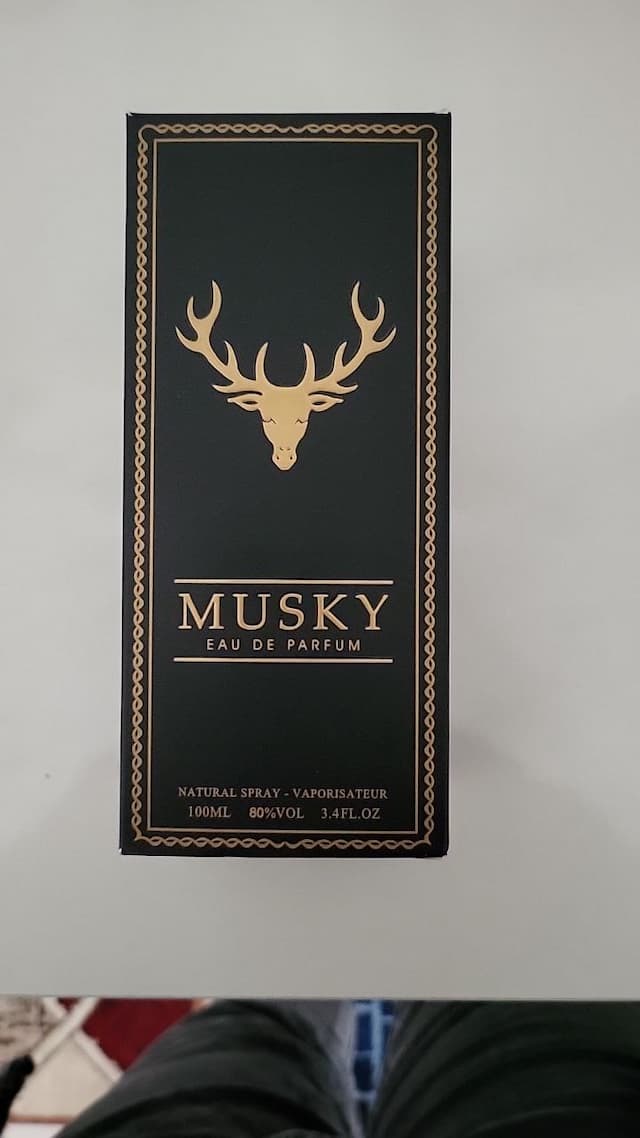 MUSKY
EAU DE PARFUM
NATURAL SPRAY - VAPORISATEUR
100ML 80%VOL 3.4FL.OZ